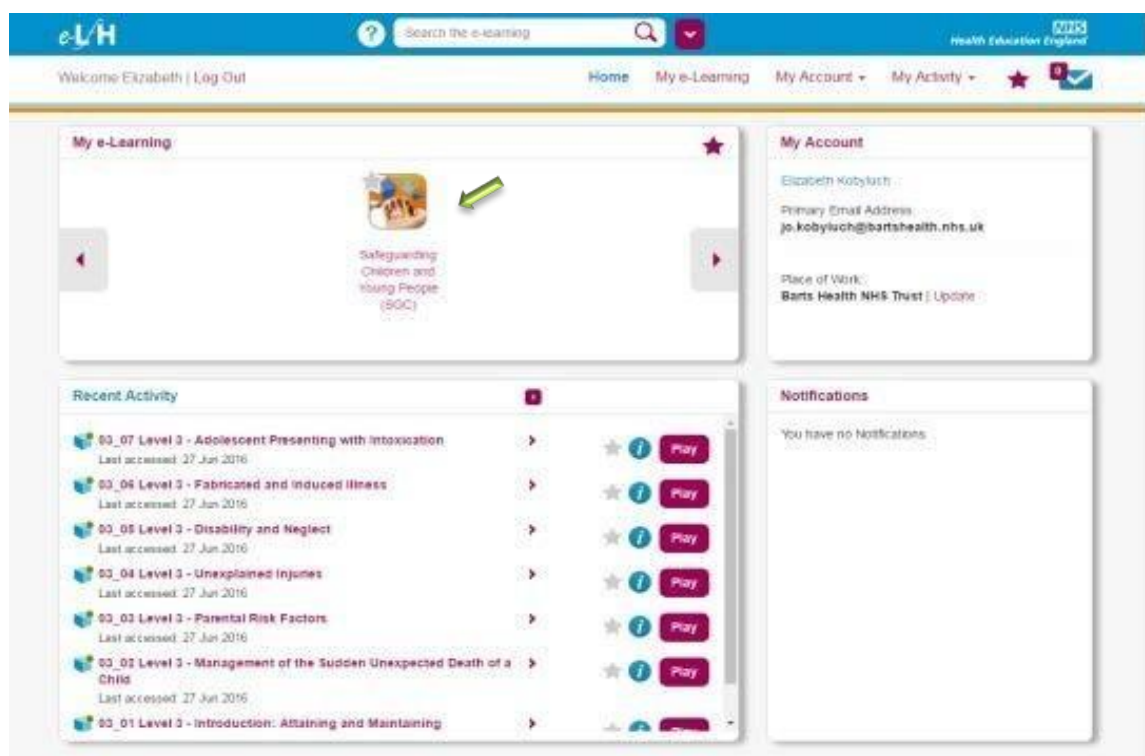 e-LfH
?
Search the e-learning
NHS
Health Education England
Welcome Elizabeth | Log Out
Home
My e-Learning
My Account
My Activity
0
My e-Learning
Safeguarding
Children and
Young People
(SGC)
My Account
Elizabeth Kobyluch
Primary Email Address
jo.kobyluch@bartshealth.nhs.uk
Place of Work:
Barts Health NHS Trust | Update
Recent Activity
03_07 Level 3 - Adolescent Presenting with Intoxication
Last accessed: 27 Jun 2016
i
Play
03_06 Level 3 - Fabricated and Induced Illness
Last accessed: 27 Jun 2016
i
Play
03_05 Level 3 - Disability and Neglect
Last accessed: 27 Jun 2016
i
Play
03_04 Level 3 - Unexplained Injuries
Last accessed: 27 Jun 2016
i
Play
03_03 Level 3 - Parental Risk Factors
Last accessed: 27 Jun 2016
i
Play
03_02 Level 3 - Management of the Sudden Unexpected Death of a
Child
Last accessed: 27 Jun 2016
i
Play
03_01 Level 3 - Introduction: Attaining and Maintaining
Notifications
You have no Notifications